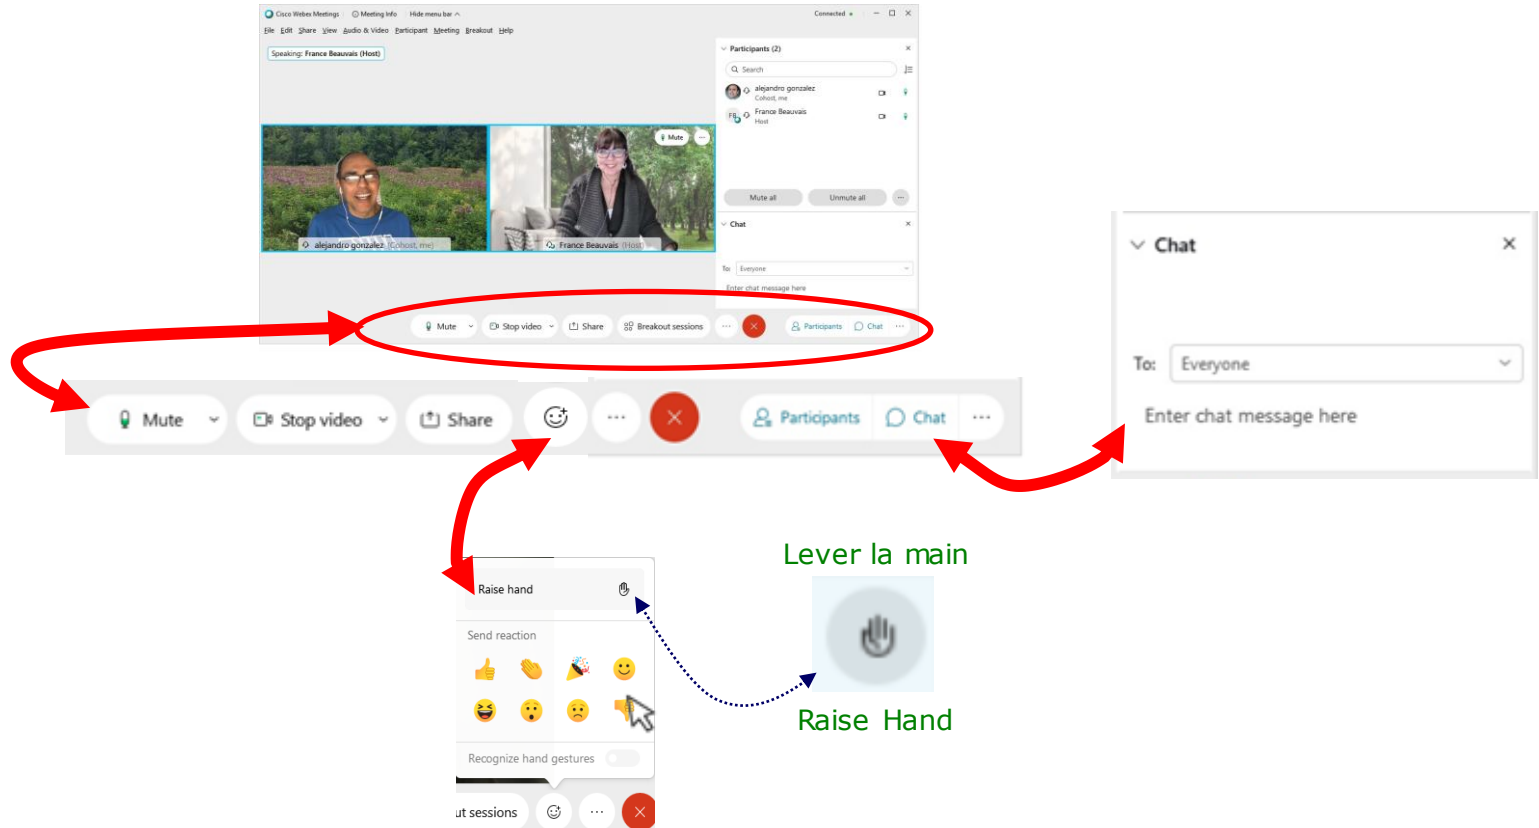 Cisco Webex Meetings Meeting Info Hide menu bar Connected
File Edit Share View Audio & Video Participant Meeting Breakout Help
Speaking: France Beauvais (Host)
Participants (2)
Search
alejandro gonzalez
Cohost, me
FB France Beauvais
Host
Mute
alejandro gonzalez (Cohost, me)
France Beauvais (Host)
Mute all Unmute all
Chat
To: Everyone
Enter chat message here
Mute Stop video Share Breakout sessions Participants Chat
Mute Stop video Share Participants Chat
Chat
To: Everyone
Enter chat message here
Raise hand
Send reaction
Recognize hand gestures
ut sessions
Lever la main
Raise Hand